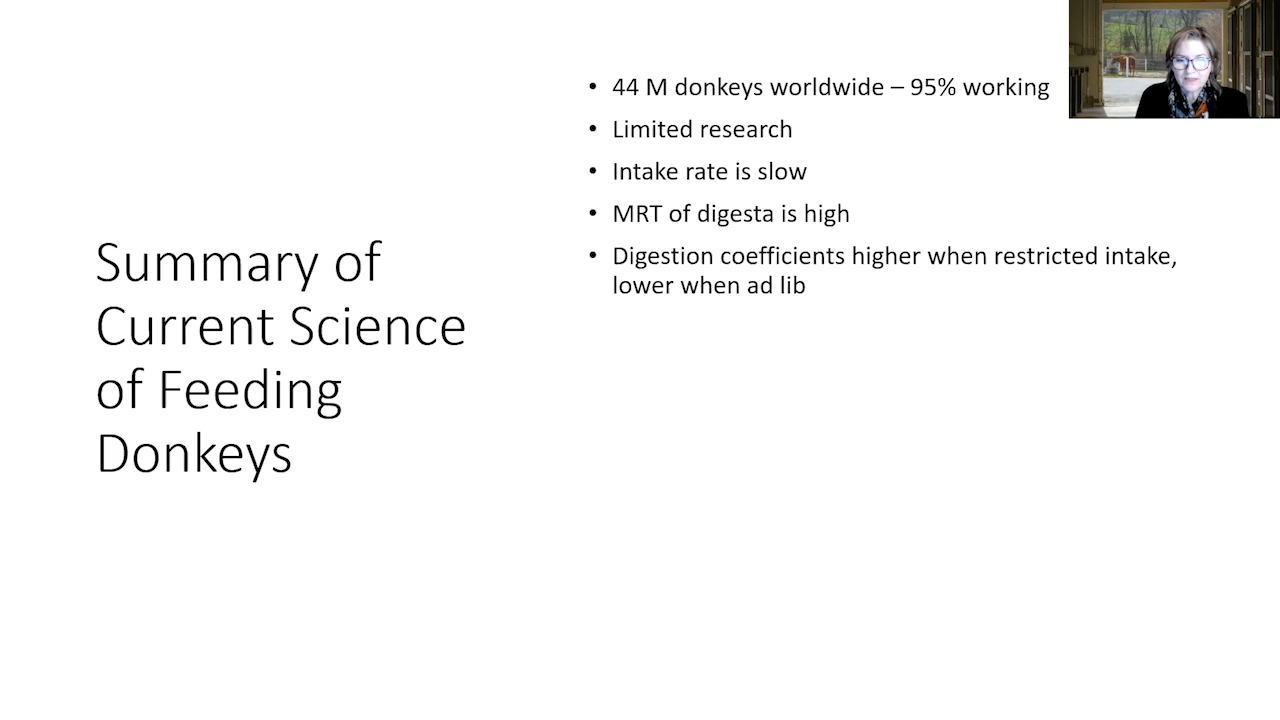 Summary of
Current Science
of Feeding
Donkeys
• 44 M donkeys worldwide – 95% working
• Limited research
• Intake rate is slow
• MRT of digesta is high
• Digestion coefficients higher when restricted intake,
lower when ad lib